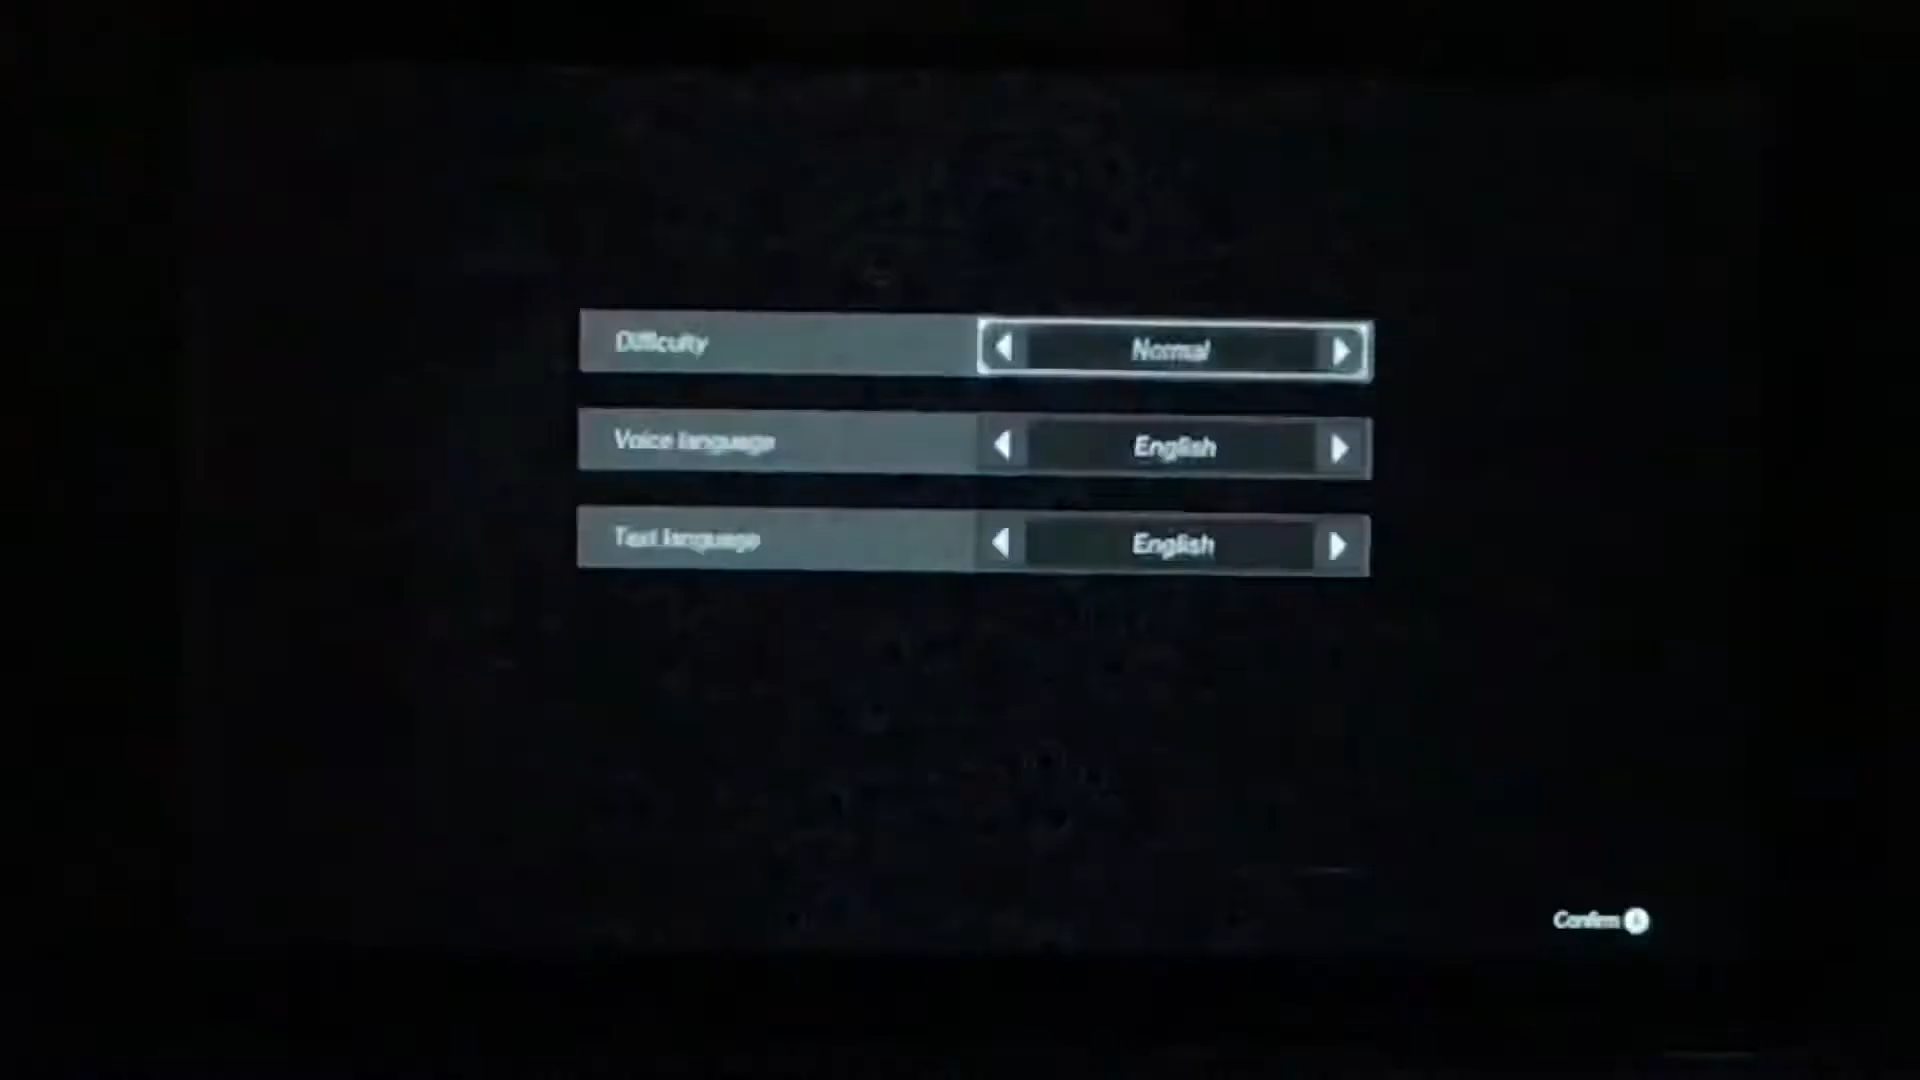 Difficulty
Normal
Voice language
English
Text language
English
Confirm